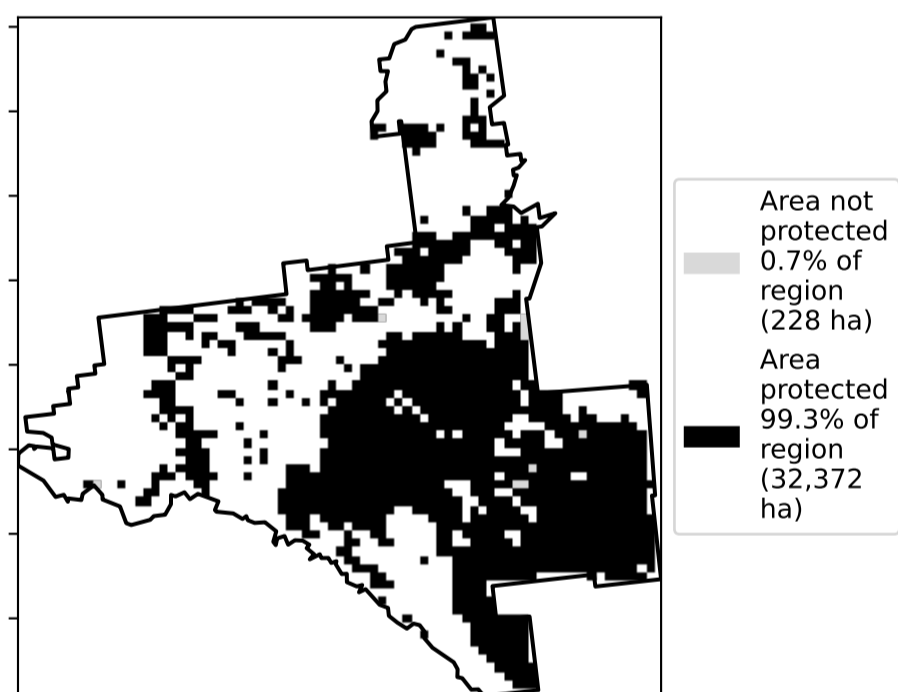 Area not
protected
0.7% of
region
(228 ha)
Area
protected
99.3% of
region
(32,372
ha)